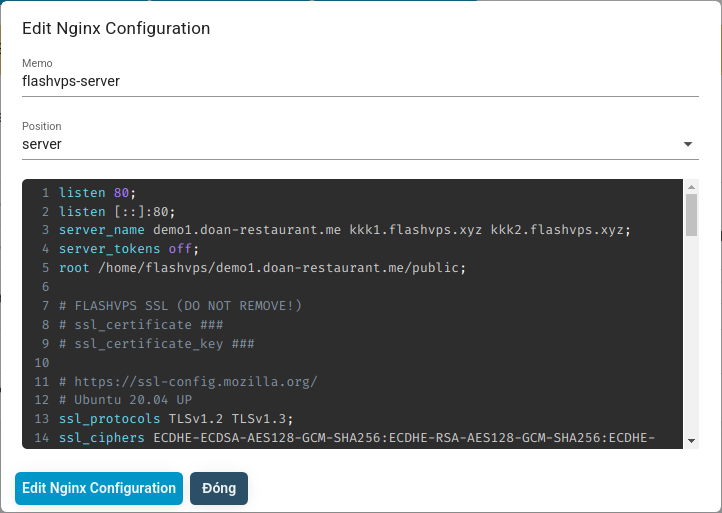 Edit Nginx Configuration
Memo
flashvps-server
Position
server
1 listen 80;
2 listen [::]:80;
3 server_name demo1.doan-restaurant.me kkk1.flashvps.xyz kkk2.flashvps.xyz;
4 server_tokens off;
5 root /home/flashvps/demo1.doan-restaurant.me/public;
6
7 # FLASHVPS SSL (DO NOT REMOVE!)
8 # ssl_certificate ###
9 # ssl_certificate_key ###
10
11 # https://ssl-config.mozilla.org/
12 # Ubuntu 20.04 UP
13 ssl_protocols TLSv1.2 TLSv1.3;
14 ssl_ciphers ECDHE-ECDSA-AES128-GCM-SHA256:ECDHE-RSA-AES128-GCM-SHA256:ECDHE-
Edit Nginx Configuration Đóng